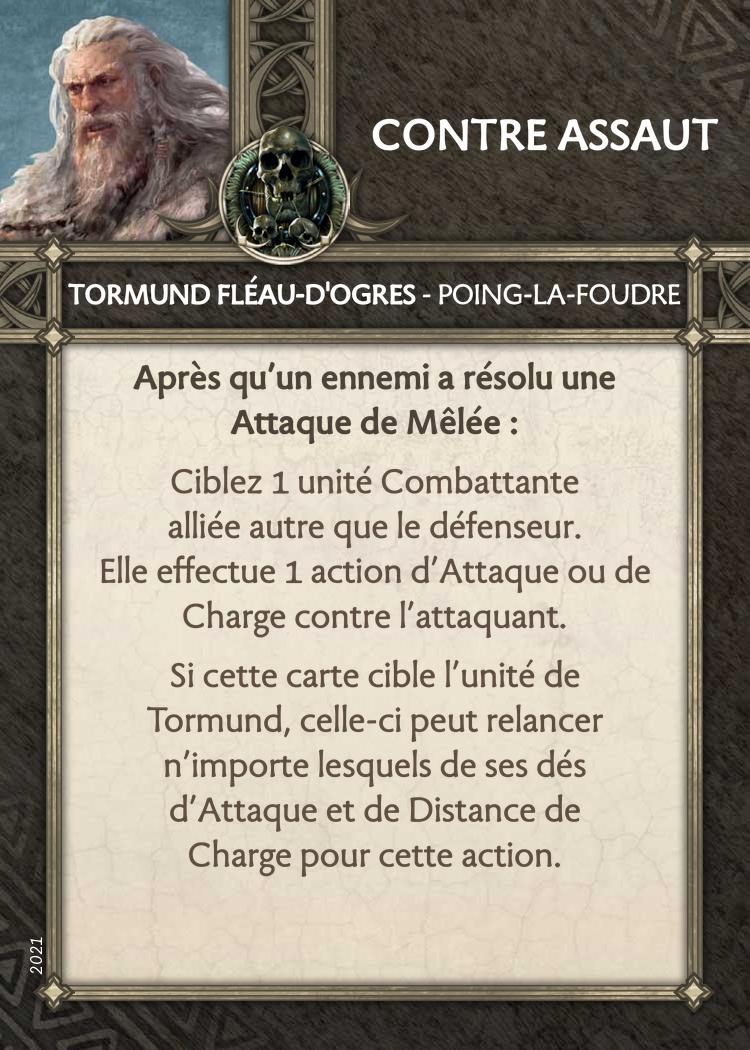 CONTRE ASSAUT
TORMUND FLÉAU-D'OGRES - POING-LA-FOUDRE
Après qu’un ennemi a résolu une
Attaque de Mêlée :
Ciblez 1 unité Combattante
alliée autre que le défenseur.
Elle effectue 1 action d’Attaque ou de
Charge contre l’attaquant.
Si cette carte cible l’unité de
Tormund, celle-ci peut relancer
n’importe lesquels de ses dés
d’Attaque et de Distance de
Charge pour cette action.
2021